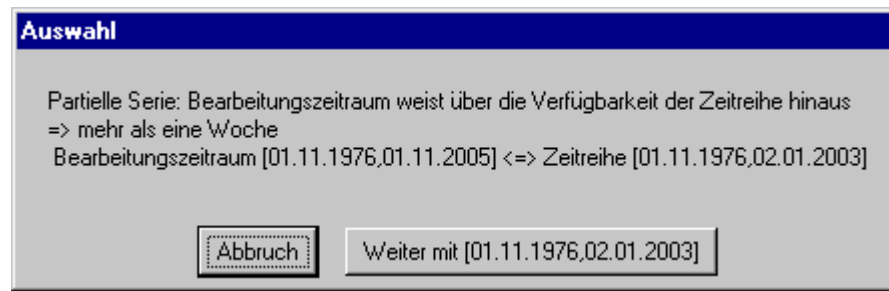 Auswahl
Partielle Serie: Bearbeitungszeitraum weist über die Verfügbarkeit der Zeitreihe hinaus
=> mehr als eine Woche
Bearbeitungszeitraum [01.11.1976,01.11.2005] <=> Zeitreihe [01.11.1976,02.01.2003]
Abbruch Weiter mit [01.11.1976,02.01.2003]